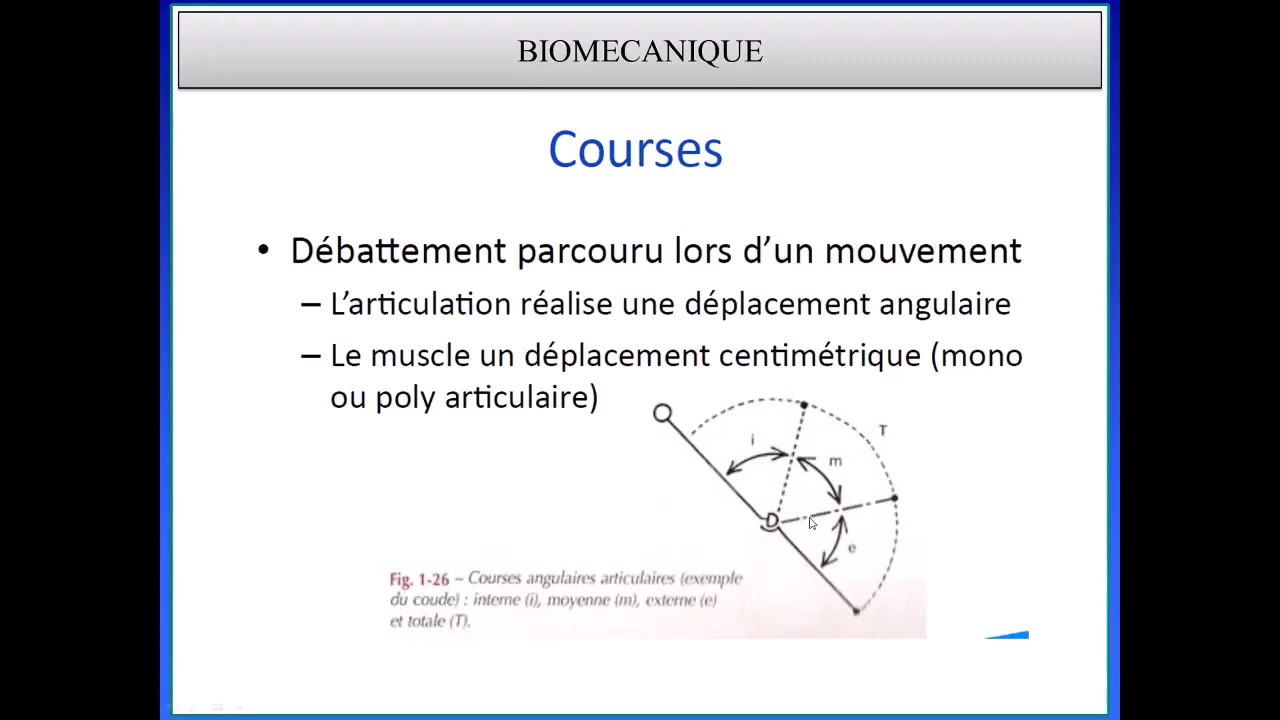 BIOMECANIQUE
Courses
• Débattement parcouru lors d'un mouvement
– L'articulation réalise une déplacement angulaire
– Le muscle un déplacement centimétrique (mono
ou poly articulaire)
T
i
m
D
e
Fig. 1-26 – Courses angulaires articulaires (exemple
du coude) : interne (i), moyenne (m), externe (e)
et totale (T).